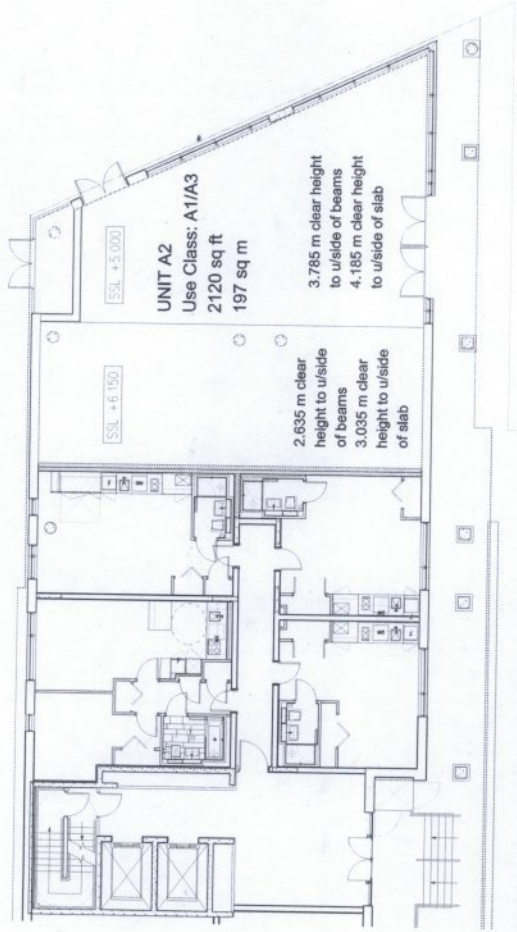 SSL +5.000
UNIT A2
Use Class: A1/A3
2120 sq ft
197 sq m
3.785 m clear height
to u/side of beams
4.185 m clear height
to u/side of slab
SSL +6.150
2.635 m clear
height to u/side
of beams
3.035 m clear
height to u/side
of slab